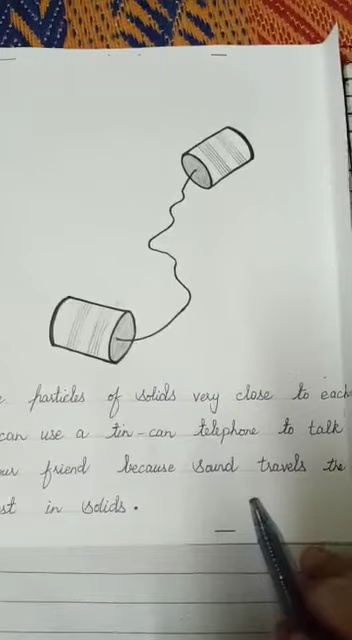 particles of solids very close to each
can use a tin-can telephone to talk
friend because sound travels the
in solids.